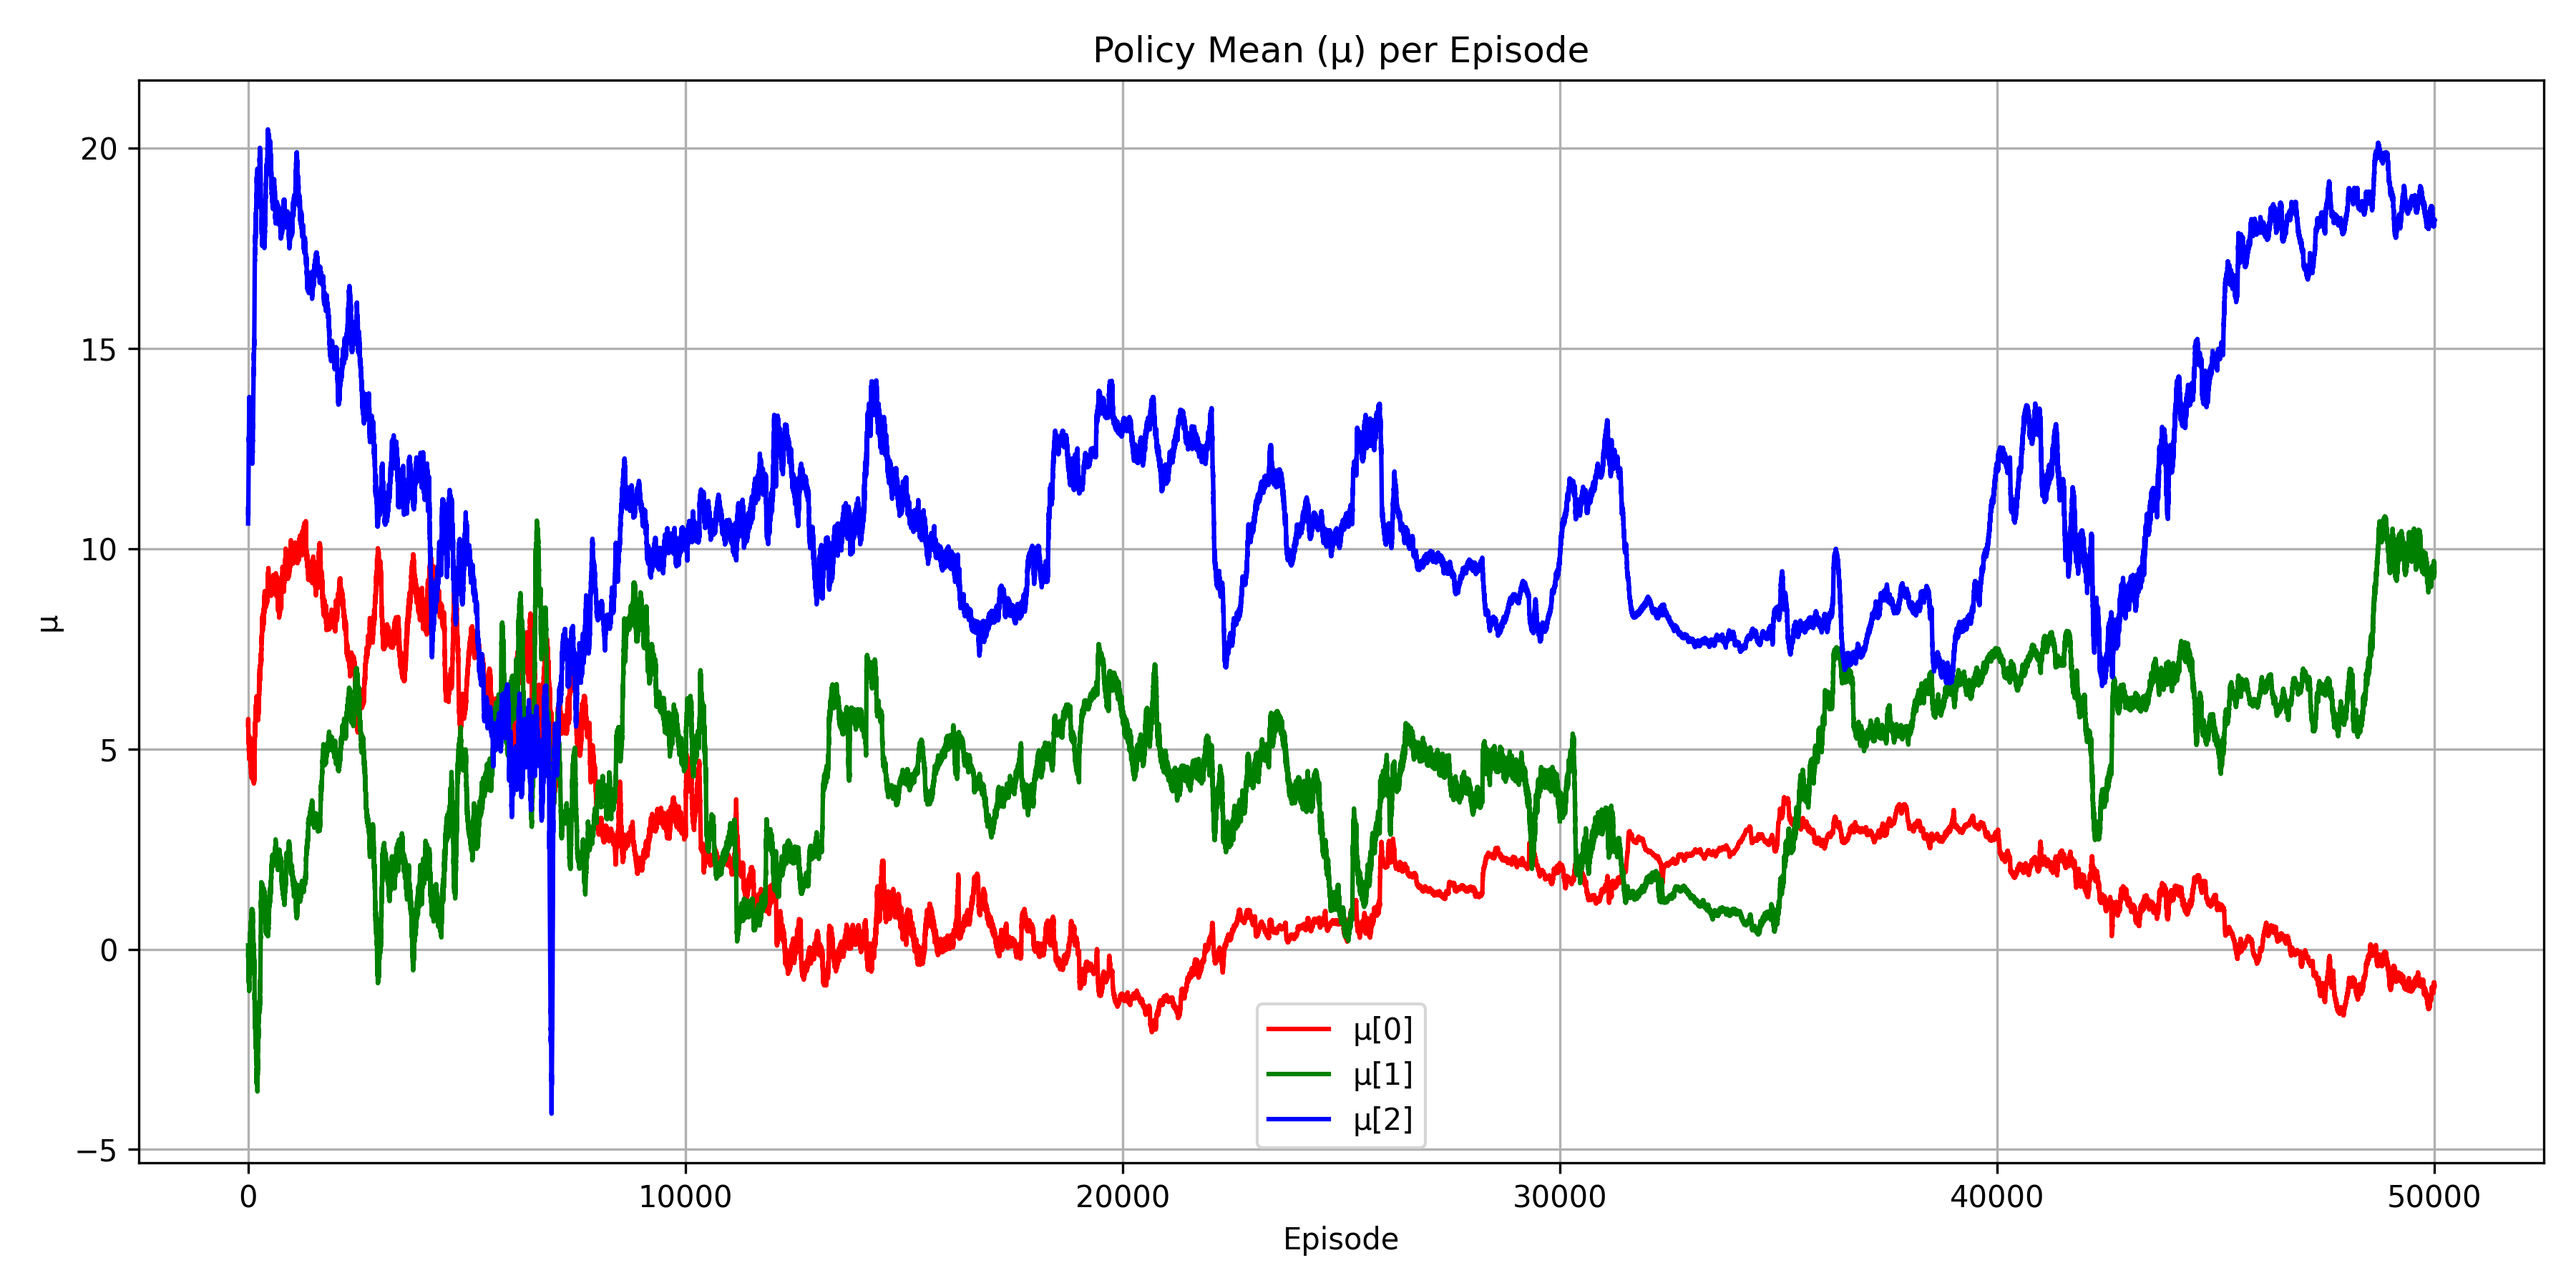 Policy Mean (μ) per Episode
20
15
10
5
0
−5
μ
μ[0]
μ[1]
μ[2]
0 10000 20000 30000 40000 50000
Episode